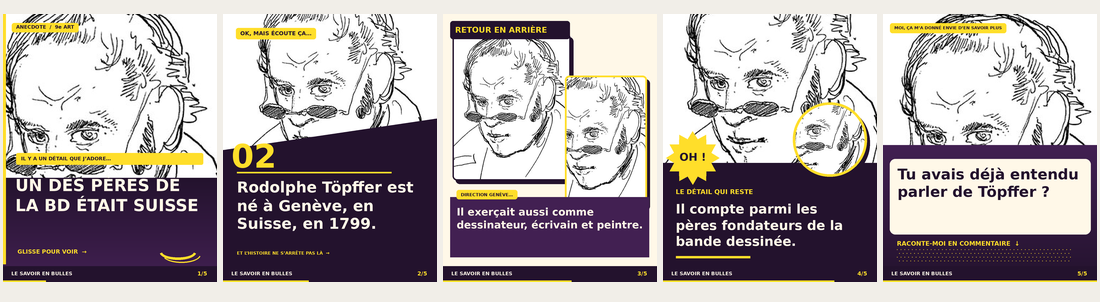 ANECDOTE / 9e ART
IL Y A UN DÉTAIL QUE J'ADORE...
UN DES PÈRES DE
LA BD ÉTAIT SUISSE
GLISSE POUR VOIR →
LE SAVOIR EN BULLES
1/5
OK, MAIS ÉCOUTE ÇA...
02
Rodolphe Töpffer est
né à Genève, en
Suisse, en 1799.
ET L'HISTOIRE NE S'ARRÊTE PAS LÀ →
LE SAVOIR EN BULLES
2/5
RETOUR EN ARRIÈRE
DIRECTION GENÈVE...
Il exerçait aussi comme
dessinateur, écrivain et peintre.
LE SAVOIR EN BULLES
3/5
OH !
LE DÉTAIL QUI RESTE
Il compte parmi les
pères fondateurs de la
bande dessinée.
LE SAVOIR EN BULLES
4/5
MOI, ÇA M'A DONNÉ ENVIE D'EN SAVOIR PLUS
Tu avais déjà entendu
parler de Töpffer ?
RACONTE-MOI EN COMMENTAIRE ↓
LE SAVOIR EN BULLES
5/5